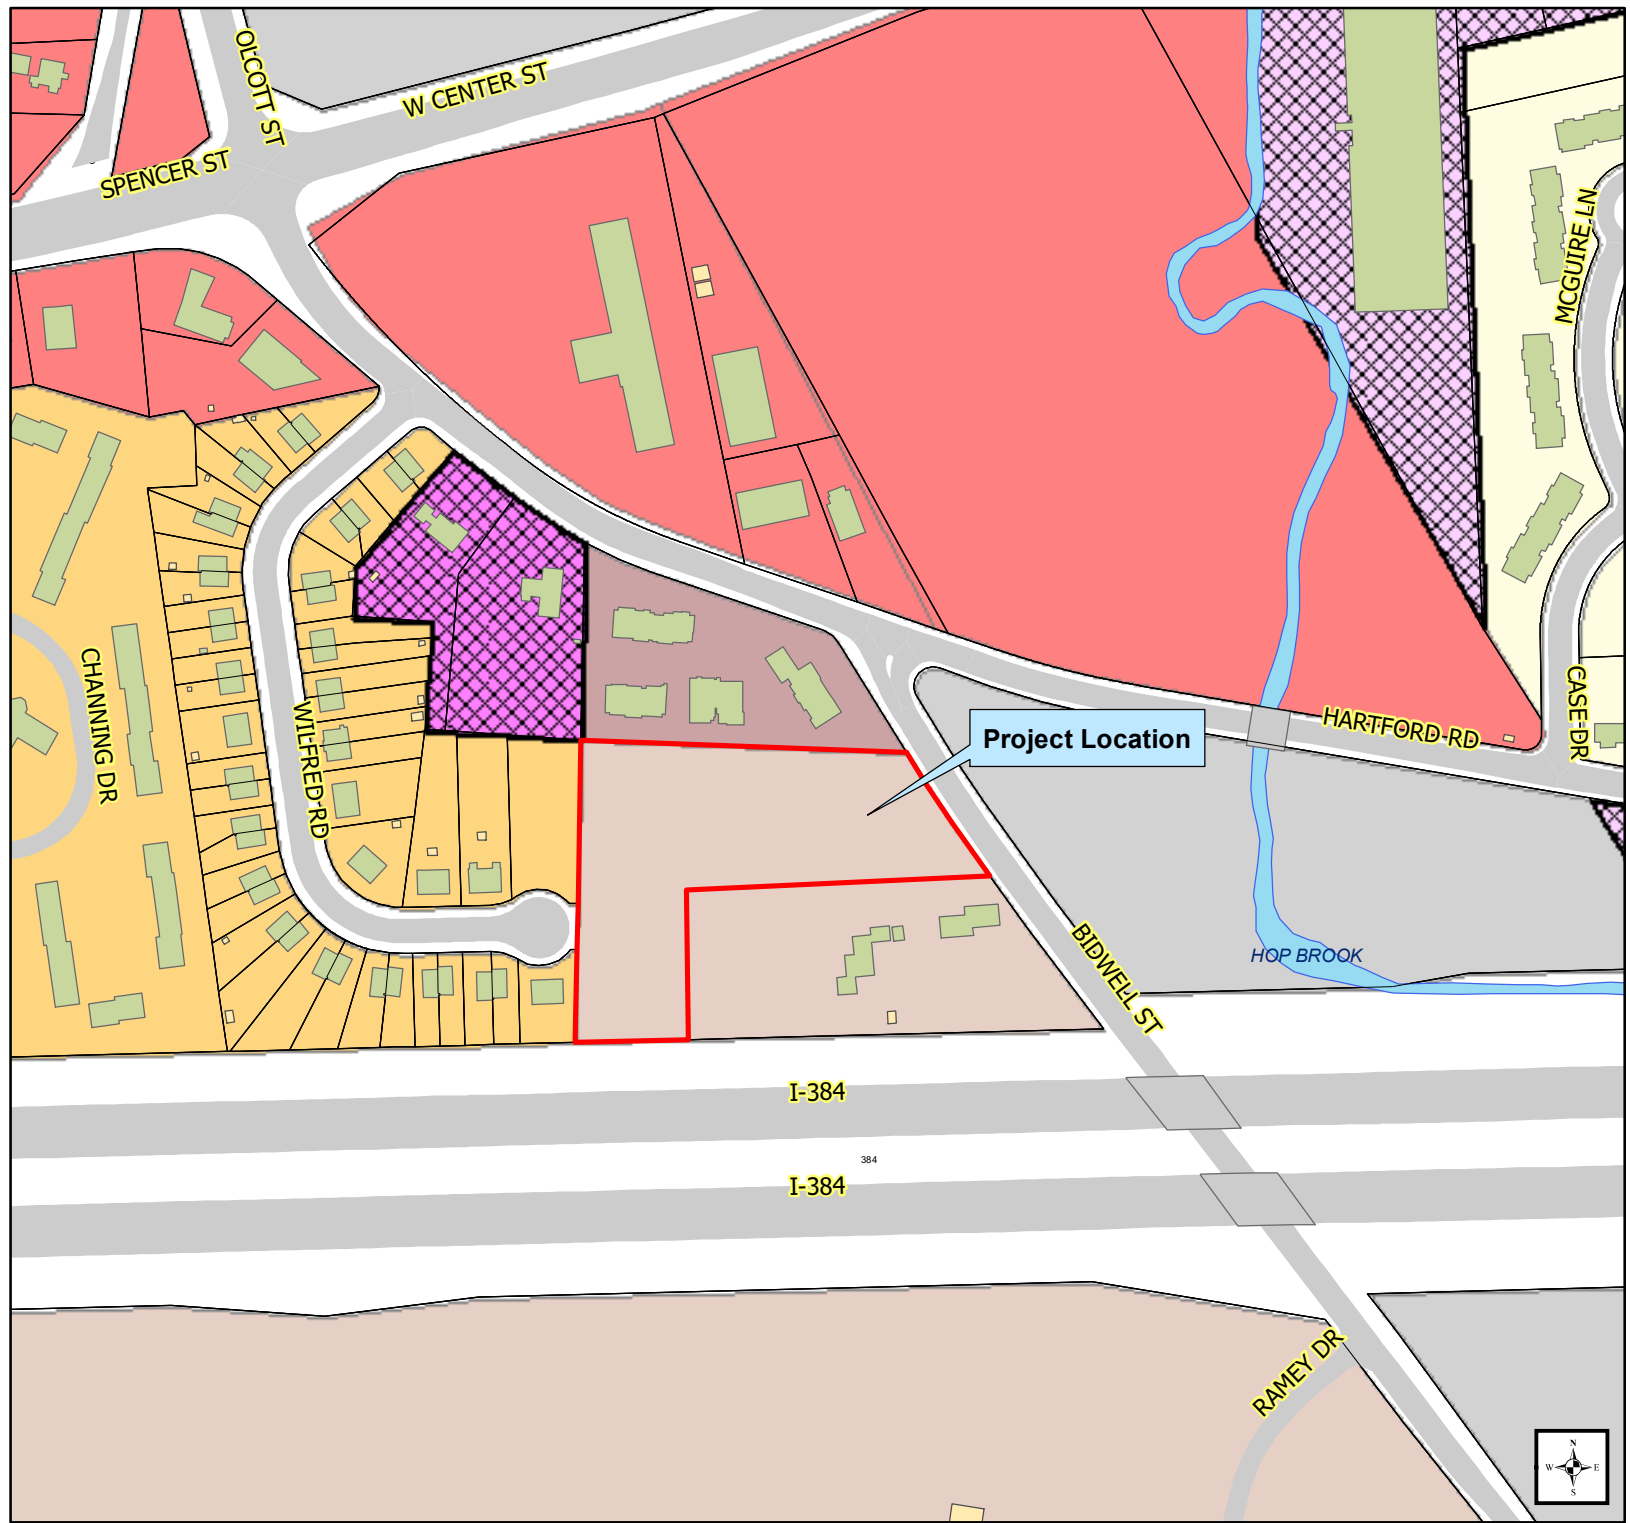 OLCOTT ST
W CENTER ST
SPENCER ST
MCGUIRE LN
CHANNING DR
WILFRED RD
CASE DR
HARTFORD RD
Project Location
BIDWELL ST
HOP BROOK
I-384
384
I-384
RAMEY DR
N
W E
S